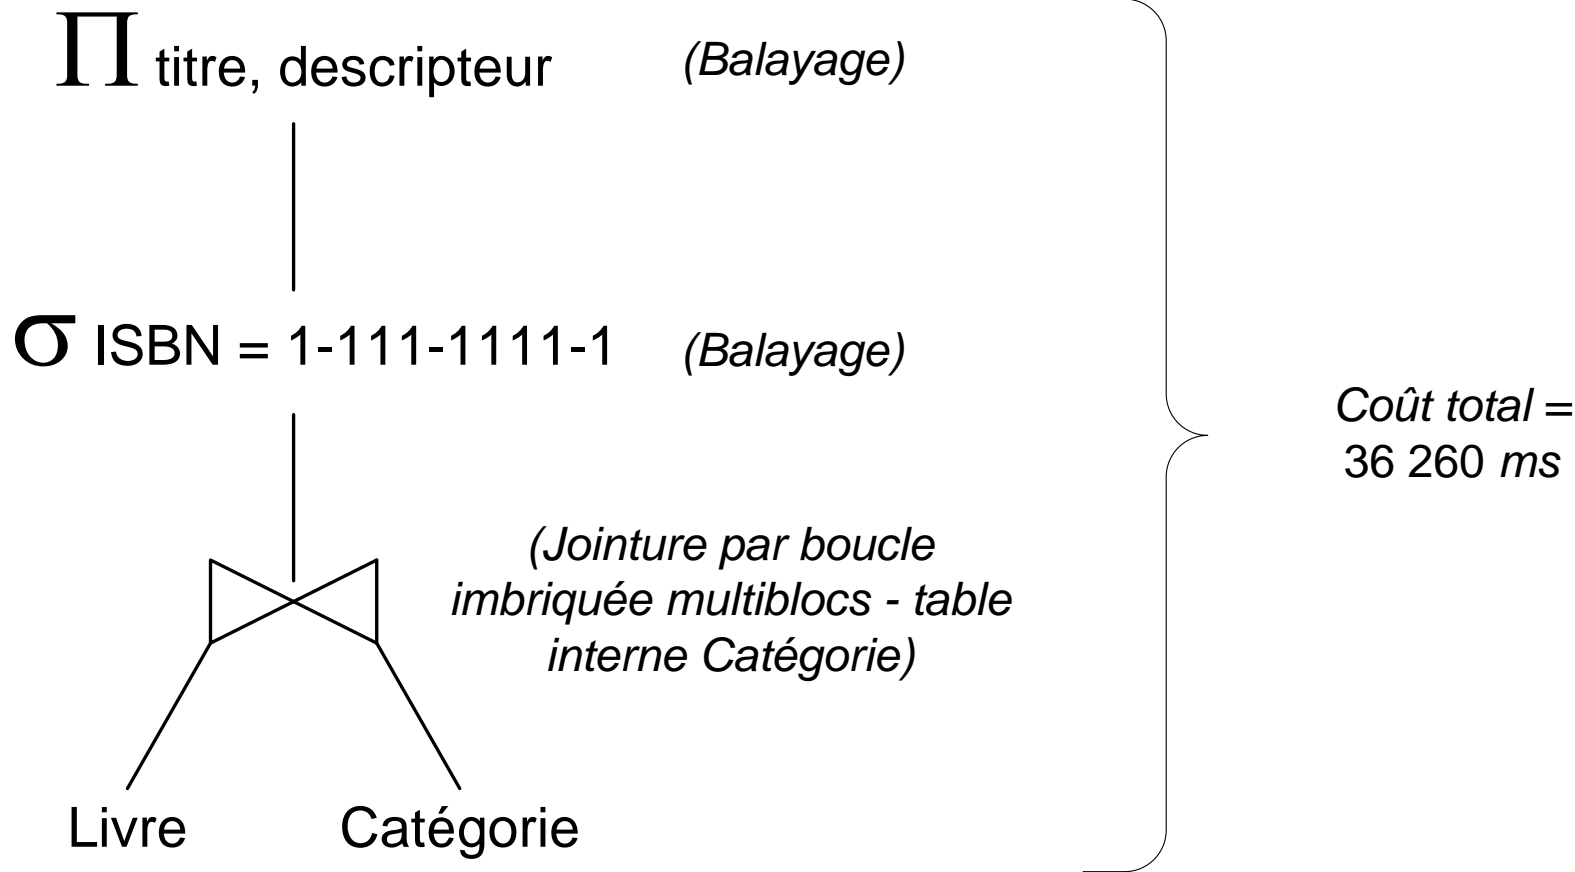 Π titre, descripteur
(Balayage)
σ ISBN = 1-111-1111-1
(Balayage)
Coût total =
36 260 ms
(Jointure par boucle
imbriquée multiblocs - table
interne Catégorie)
Livre
Catégorie